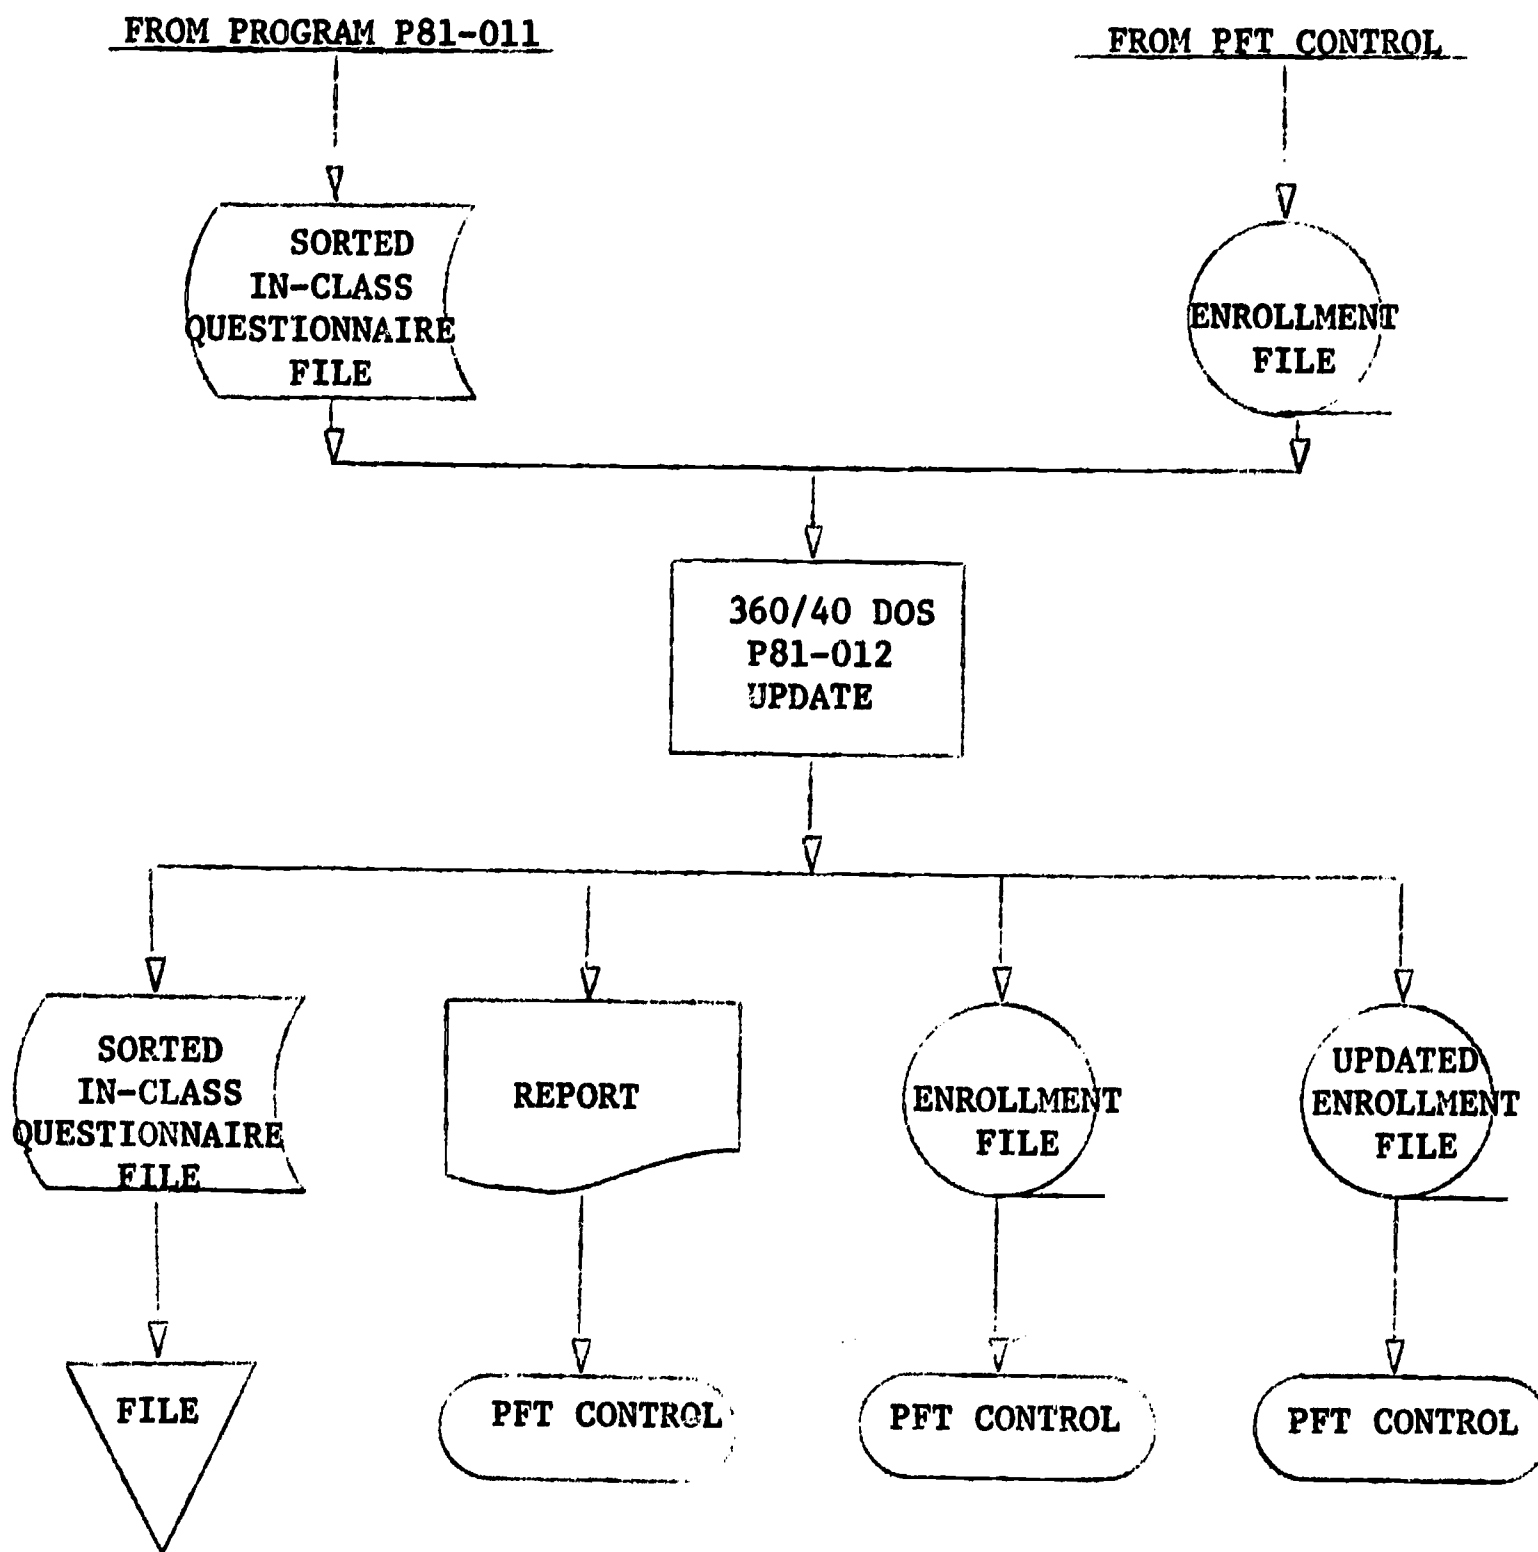 FROM PROGRAM P81-011
FROM PFT CONTROL
SORTED
IN-CLASS
QUESTIONNAIRE
FILE
ENROLLMENT
FILE
360/40 DOS
P81-012
UPDATE
SORTED
IN-CLASS
QUESTIONNAIRE
FILE
REPORT
ENROLLMENT
FILE
UPDATED
ENROLLMENT
FILE
FILE
PFT CONTROL
PFT CONTROL
PFT CONTROL